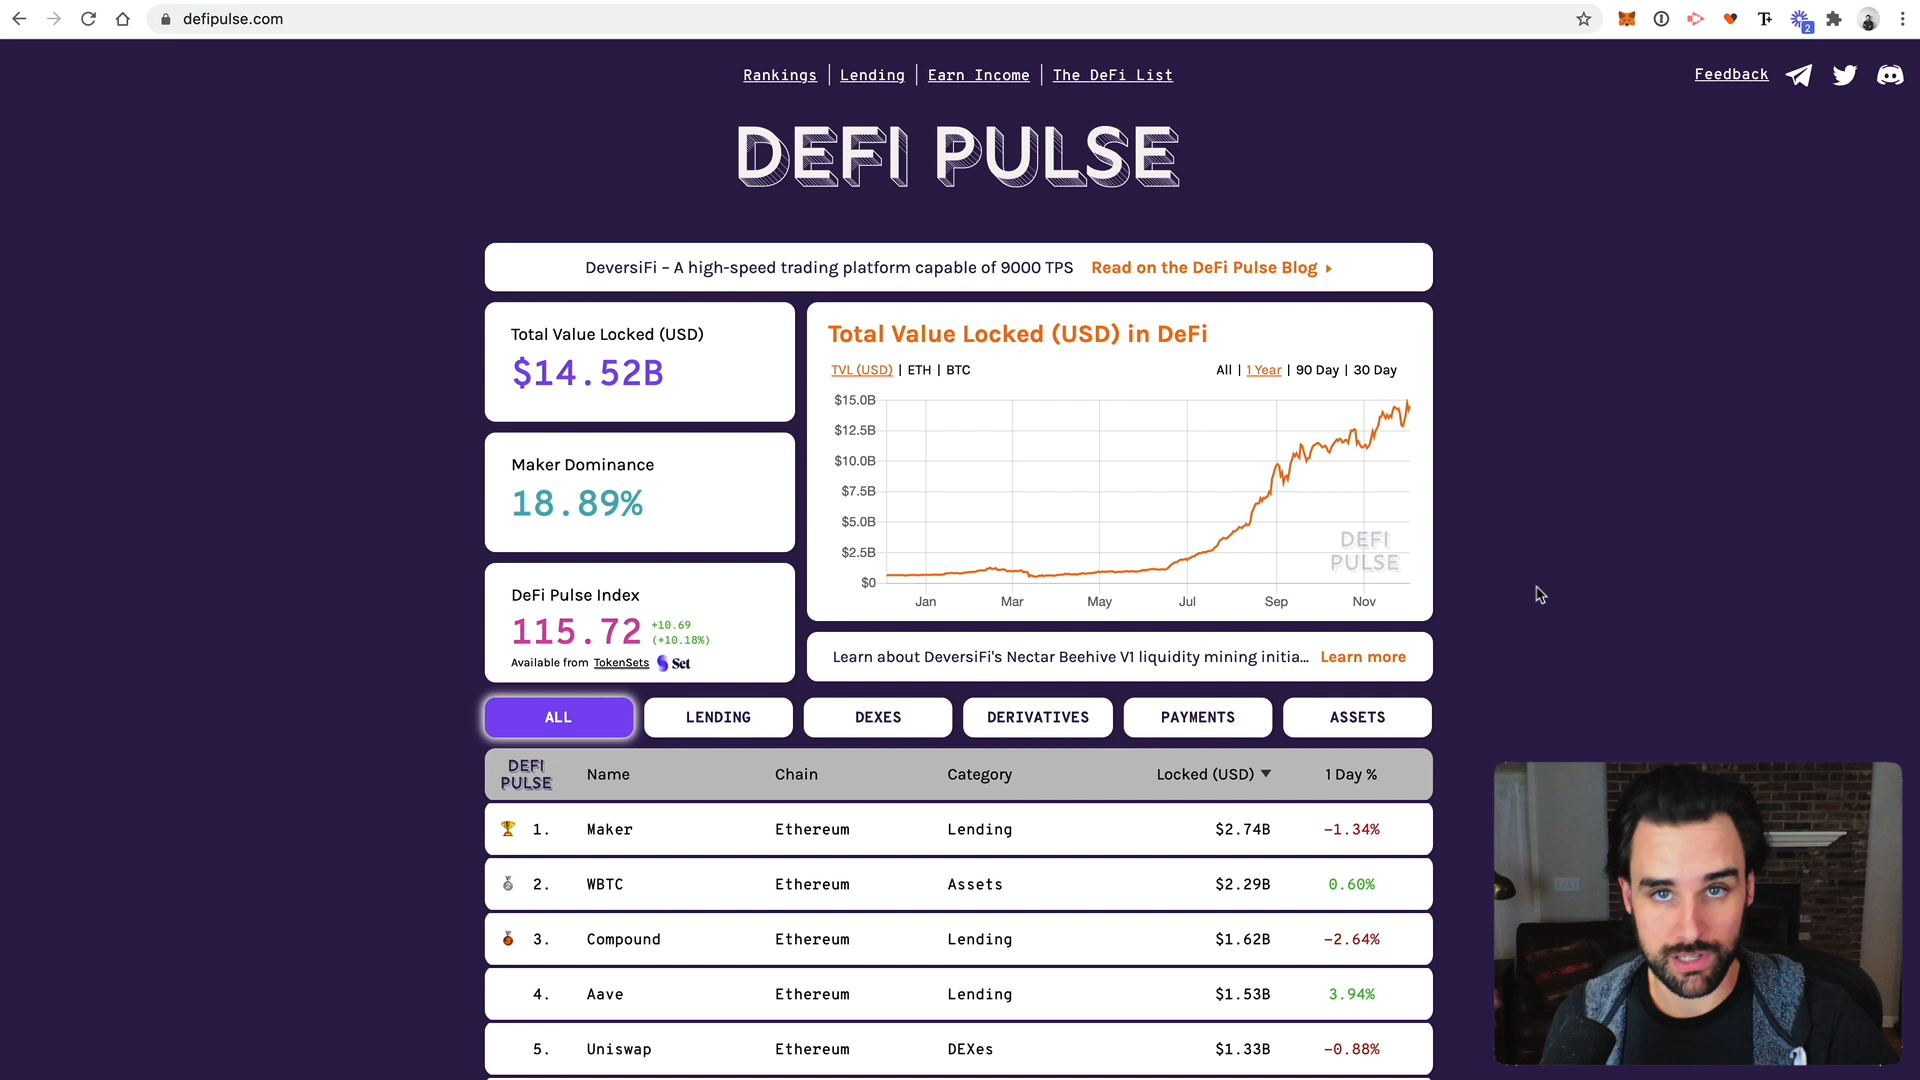 defipulse.com
2
Rankings | Lending | Earn Income | The DeFi List
Feedback
DEFI PULSE
DeversiFi – A high-speed trading platform capable of 9000 TPS Read on the DeFi Pulse Blog
Total Value Locked (USD)
$14.52B
Maker Dominance
18.89%
DeFi Pulse Index
115.72 +10.69
(+10.18%)
Available from TokenSets Set
Total Value Locked (USD) in DeFi
TVL (USD) | ETH | BTC All | 1 Year | 90 Day | 30 Day
$15.0B
$12.5B
$10.0B
$7.5B
$5.0B
$2.5B
$0
Jan Mar May Jul Sep Nov
DEFI
PULSE
Learn about DeversiFi's Nectar Beehive V1 liquidity mining initia... Learn more
ALL LENDING DEXES DERIVATIVES PAYMENTS ASSETS
DEFI
PULSE
Name Chain Category Locked (USD) 1 Day %
1. Maker Ethereum Lending $2.74B -1.34%
2. WBTC Ethereum Assets $2.29B 0.60%
3. Compound Ethereum Lending $1.62B -2.64%
4. Aave Ethereum Lending $1.53B 3.94%
5. Uniswap Ethereum DEXes $1.33B -0.88%